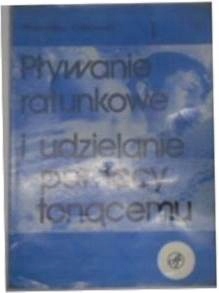 Pływanie
ratunkowe
i udzielanie
pomocy
tonącemu